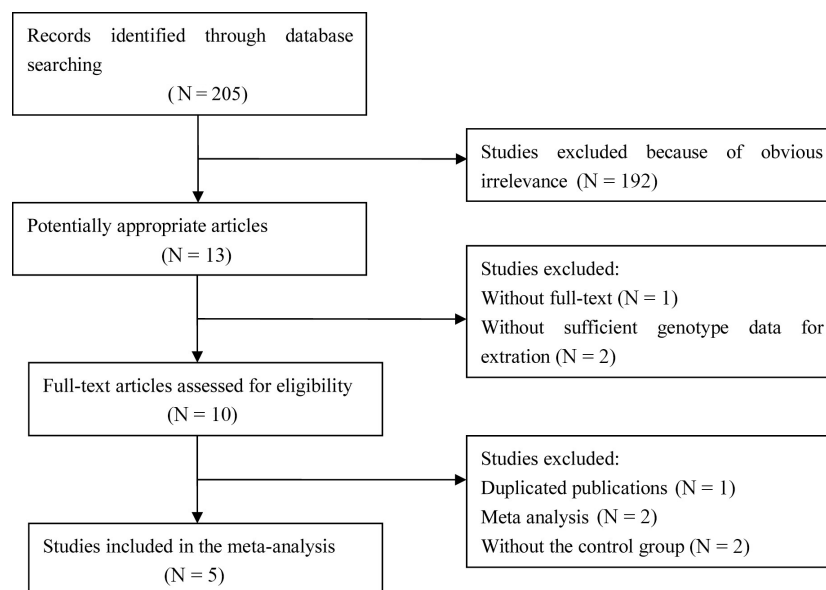 Records identified through database
searching
( N = 205)
Studies excluded because of obvious
irrelevance (N = 192)
Potentially appropriate articles
(N = 13)
Studies excluded:
Without full-text (N = 1)
Without sufficient genotype data for
extration (N = 2)
Full-text articles assessed for eligibility
(N = 10)
Studies excluded:
Duplicated publications (N = 1)
Meta analysis (N = 2)
Without the control group (N = 2)
Studies included in the meta-analysis
(N = 5)